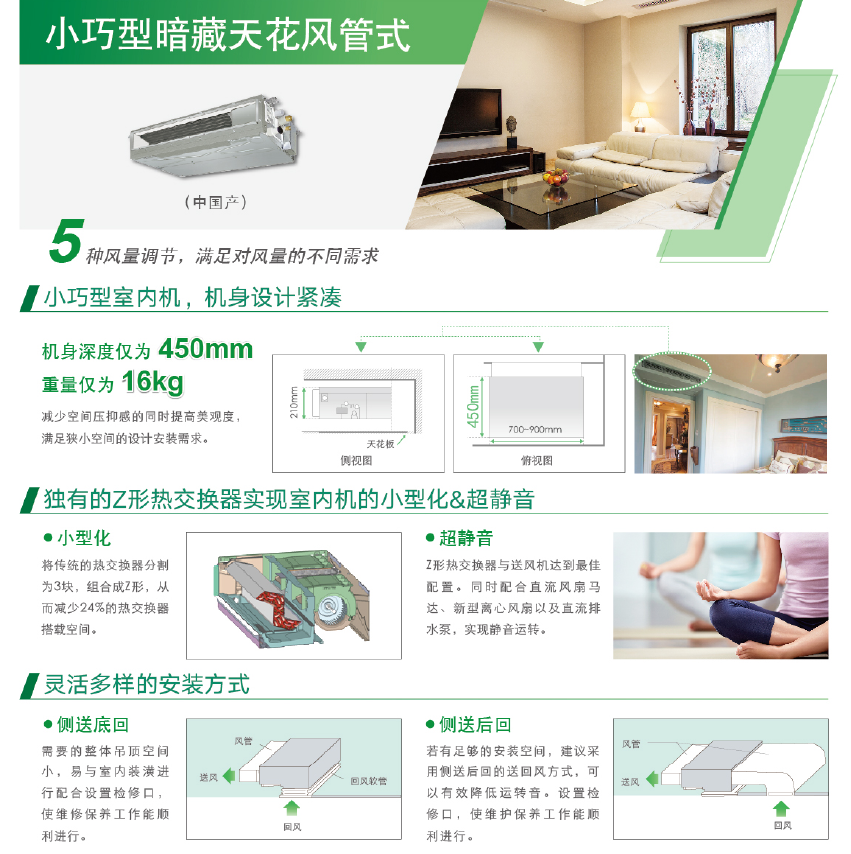 小巧型暗藏天花风管式
（中国产）
5种风量调节，满足对风量的不同需求
小巧型室内机，机身设计紧凑
机身深度仅为 450mm
重量仅为 16kg
减少空间压抑感的同时提高美观度，
满足狭小空间的设计安装需求。
210mm
天花板
侧视图
450mm
700-900mm
俯视图
独有的Z形热交换器实现室内机的小型化&超静音
小型化
将传统的热交换器分割
为3块，组合成Z形，从
而减少24%的热交换器
搭载空间。
超静音
Z形热交换器与送风机达到最佳
配置。同时配合直流风扇马
达、新型离心风扇以及直流排
水泵，实现静音运转。
灵活多样的安装方式
侧送底回
需要的整体吊顶空间
小，易与室内装潢进
行配合设置检修口，
使维修保养工作能顺
利进行。
风管
送风
回风软管
回风
侧送后回
若有足够的安装空间，建议采
用侧送后回的送回风方式，可
以有效降低运转音。设置检
修口，使维护保养工作能顺
利进行。
风管
送风
回风